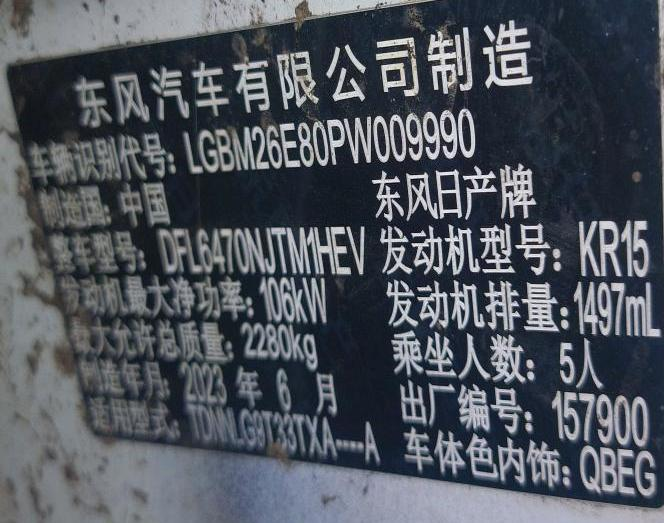 东风汽车有限公司制造
车辆识别代号: LGBM26E80PW009990
制造国: 中国 东风日产牌
整车型号: DFL6470NJTM1HEV 发动机型号: KR15
发动机最大净功率: 106kW 发动机排量: 1497mL
最大允许总质量: 2280kg 乘坐人数: 5人
制造年月: 2023 年 6 月 出厂编号: 157900
适用型式: TDNNLG9T33TXA----A 车体色内饰: QBEG